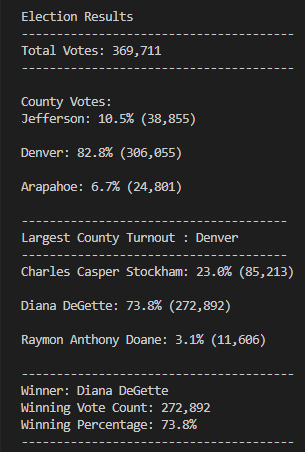 Election Results
-------------------------------------
Total Votes: 369,711
-------------------------------------
County Votes:
Jefferson: 10.5% (38,855)
Denver: 82.8% (306,055)
Arapahoe: 6.7% (24,801)
------------------------------------
Largest County Turnout : Denver
------------------------------------
Charles Casper Stockham: 23.0% (85,213)
Diana DeGette: 73.8% (272,892)
Raymon Anthony Doane: 3.1% (11,606)
-------------------------------------
Winner: Diana DeGette
Winning Vote Count: 272,892
Winning Percentage: 73.8%
-------------------------------------